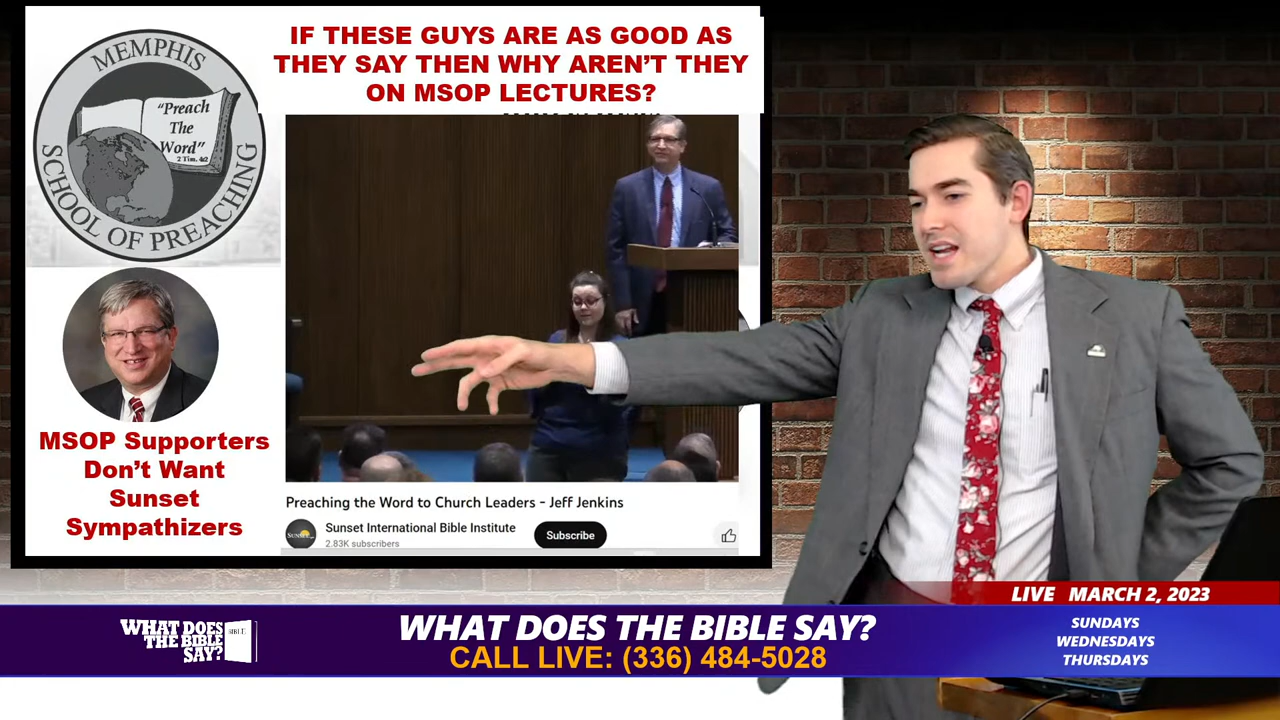 MEMPHIS
SCHOOL OF PREACHING
"Preach
The
Word"
2 Tim. 4:2
IF THESE GUYS ARE AS GOOD AS
THEY SAY THEN WHY AREN'T THEY
ON MSOP LECTURES?
MSOP Supporters
Don't Want
Sunset
Sympathizers
Preaching the Word to Church Leaders - Jeff Jenkins
SUNSET
Sunset International Bible Institute
2.83K subscribers
Subscribe
LIVE MARCH 2, 2023
WHAT DOES
THE BIBLE
SAY?
BIBLE
WHAT DOES THE BIBLE SAY?
CALL LIVE: (336) 484-5028
SUNDAYS
WEDNESDAYS
THURSDAYS